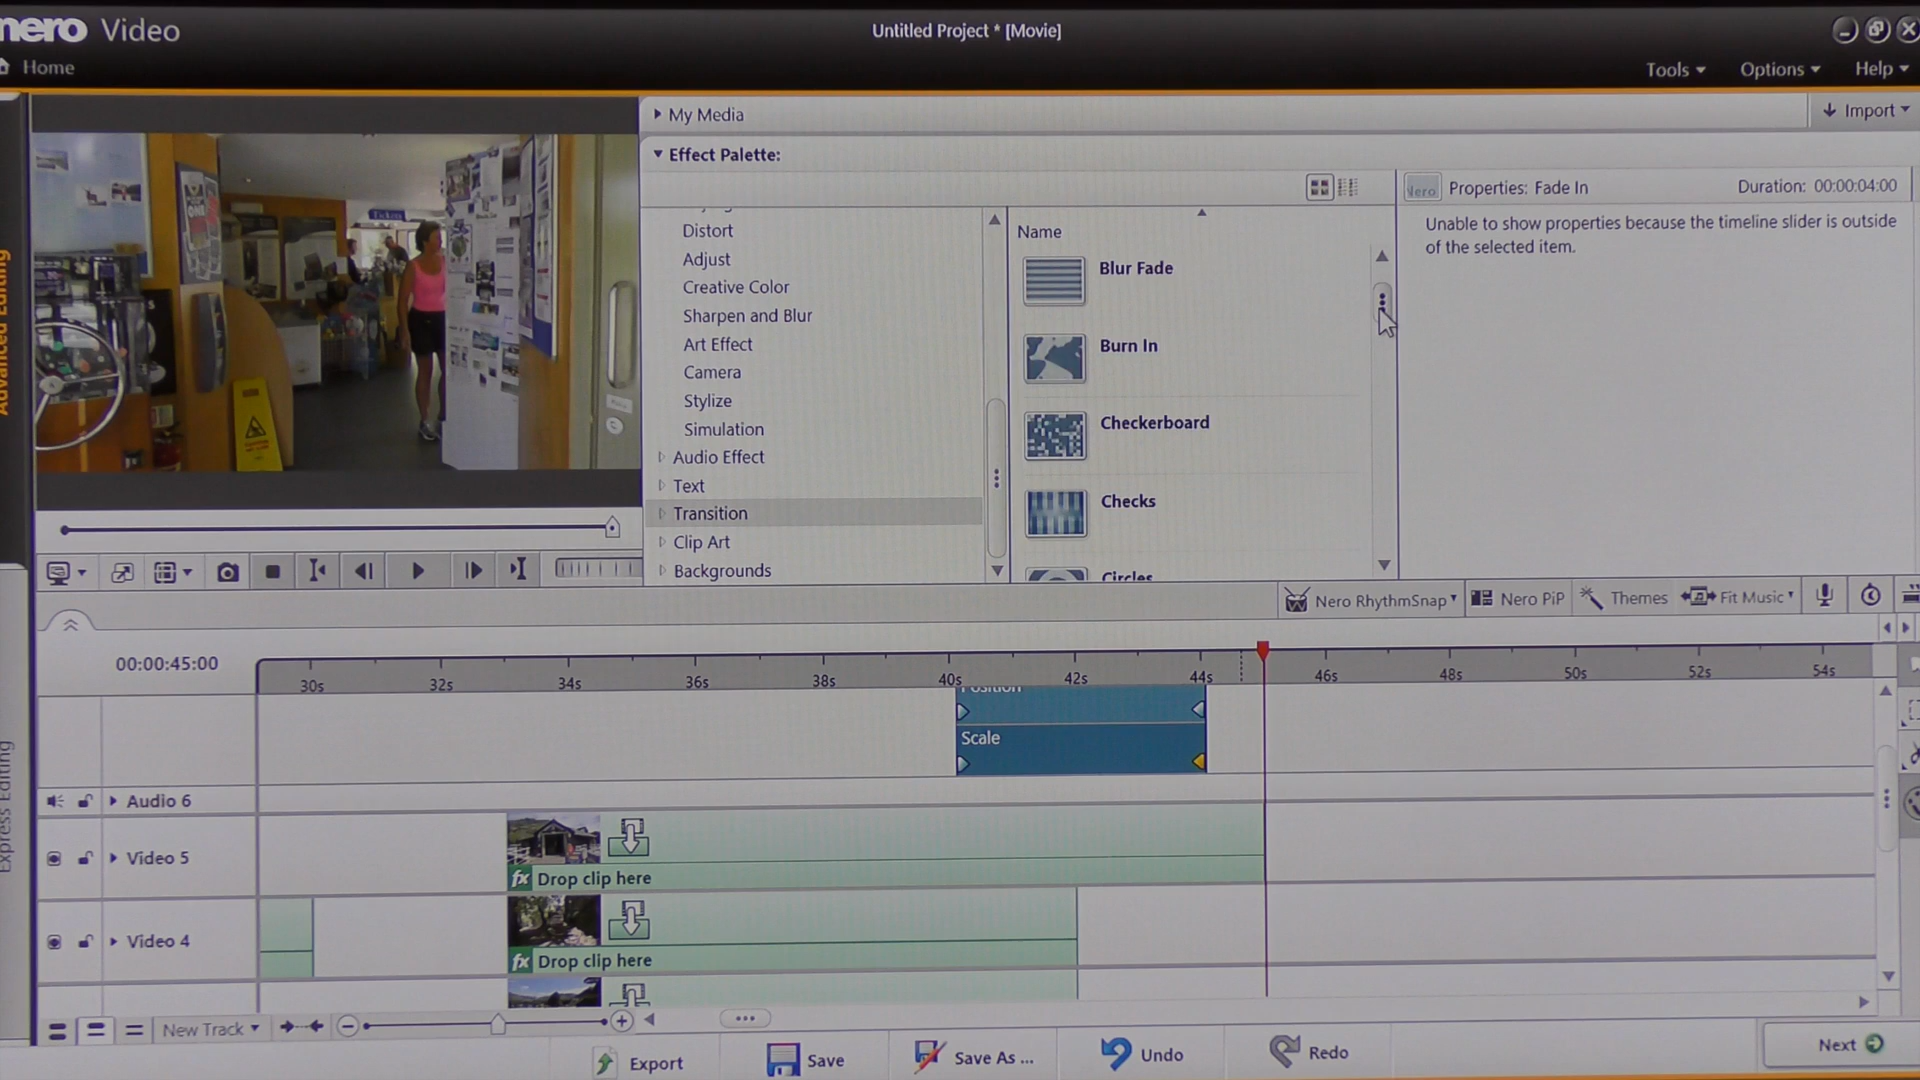 nero Video
Untitled Project * [Movie]
Home
Tools
Options
Help
My Media
Import
Effect Palette:
Properties: Fade In
Duration: 00:00:04:00
Unable to show properties because the timeline slider is outside
of the selected item.
Distort
Adjust
Creative Color
Sharpen and Blur
Art Effect
Camera
Stylize
Simulation
Audio Effect
Text
Transition
Clip Art
Backgrounds
Name
Blur Fade
Burn In
Checkerboard
Checks
Circles
Tickets
Advanced Editing
Express Editing
Nero RhythmSnap
Nero PiP
Themes
Fit Music
00:00:45:00
30s
32s
34s
36s
38s
40s
42s
44s
46s
48s
50s
52s
54s
Position
Scale
Audio 6
Video 5
fx Drop clip here
Video 4
fx Drop clip here
New Track
Export
Save
Save As ...
Undo
Redo
Next